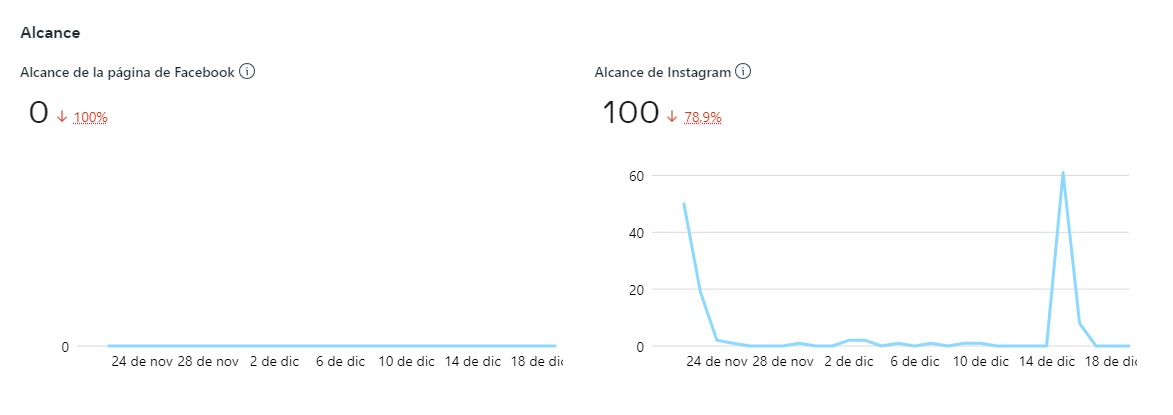 Alcance
Alcance de la página de Facebook
0 ↓ 100%
0
24 de nov 28 de nov 2 de dic 6 de dic 10 de dic 14 de dic 18 de dic
Alcance de Instagram
100 ↓ 78,9%
60
40
20
0
24 de nov 28 de nov 2 de dic 6 de dic 10 de dic 14 de dic 18 de dic